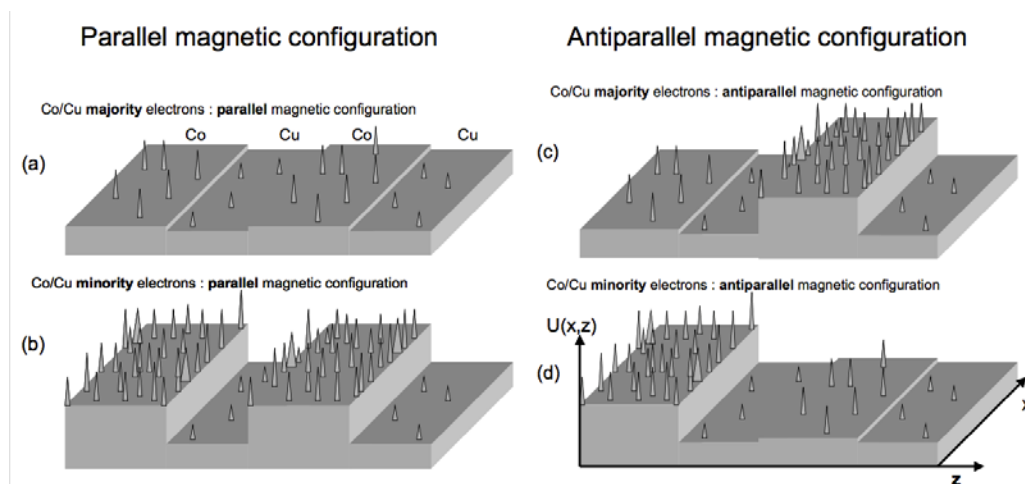 Parallel magnetic configuration
Antiparallel magnetic configuration
Co/Cu majority electrons : parallel magnetic configuration
Co/Cu majority electrons : antiparallel magnetic configuration
Co Cu Co Cu
(a)
(c)
Co/Cu minority electrons : parallel magnetic configuration
Co/Cu minority electrons : antiparallel magnetic configuration
U(x,z)
(b)
(d)
x
z